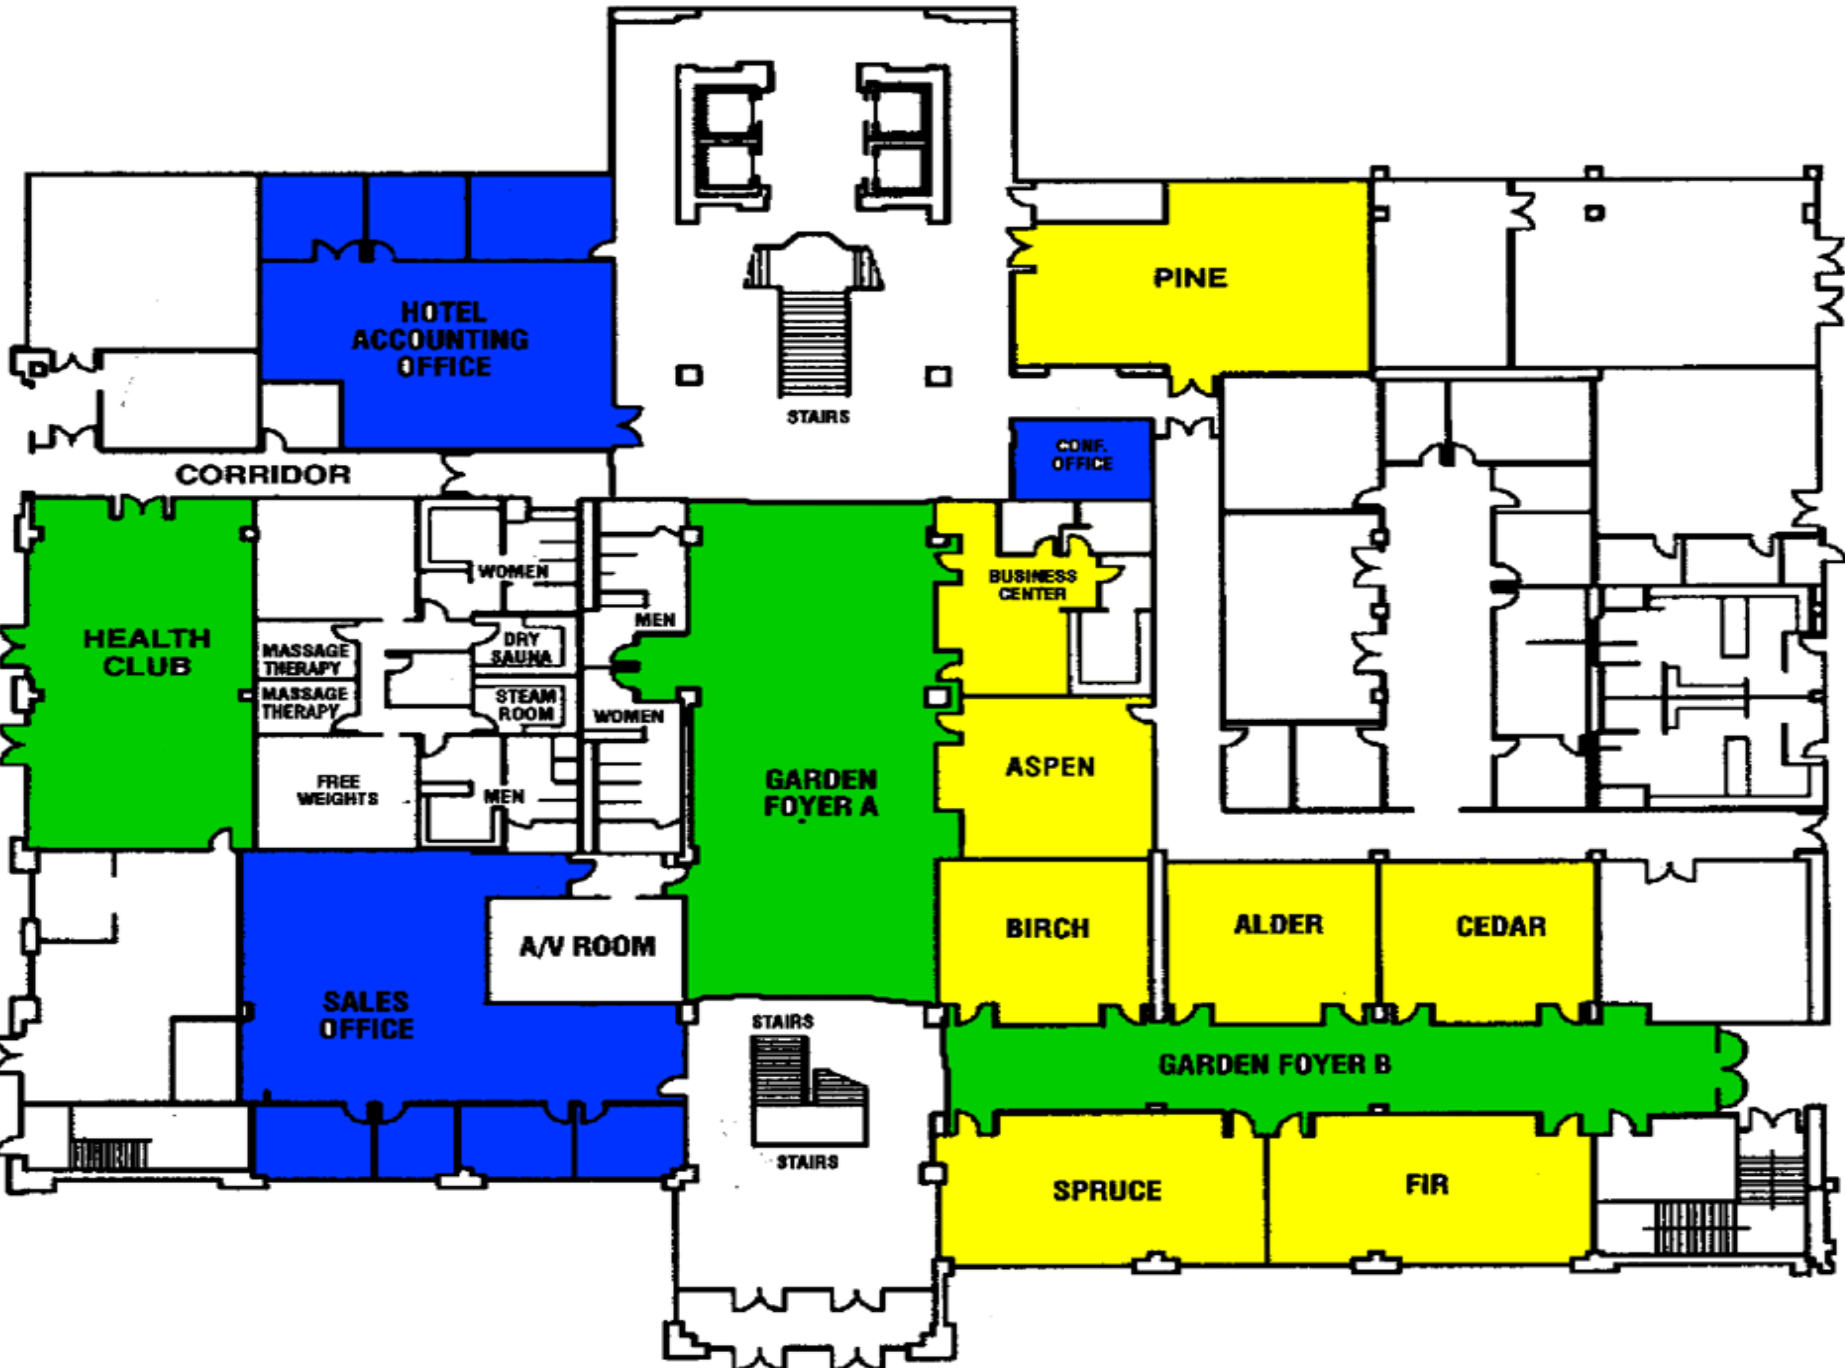 PINE
HOTEL
ACCOUNTING
OFFICE
STAIRS
CONF.
OFFICE
CORRIDOR
WOMEN
BUSINESS
CENTER
MEN
HEALTH
CLUB
MASSAGE
THERAPY
DRY
SAUNA
MASSAGE
THERAPY
STEAM
ROOM
WOMEN
FREE
WEIGHTS
MEN
GARDEN
FOYER A
ASPEN
BIRCH
ALDER
CEDAR
A/V ROOM
SALES
OFFICE
STAIRS
GARDEN FOYER B
STAIRS
SPRUCE
FIR